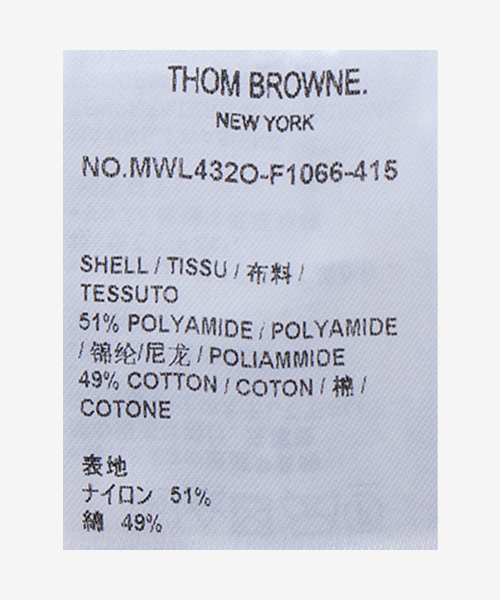 THOM BROWNE.
NEW YORK
NO.MWL432O-F1066-415
SHELL / TISSU / 布料 /
TESSUTO
51% POLYAMIDE / POLYAMIDE
/ 锦纶/尼龙 / POLIAMMIDE
49% COTTON / COTON / 棉 /
COTONE
表地
ナイロン 51%
綿 49%